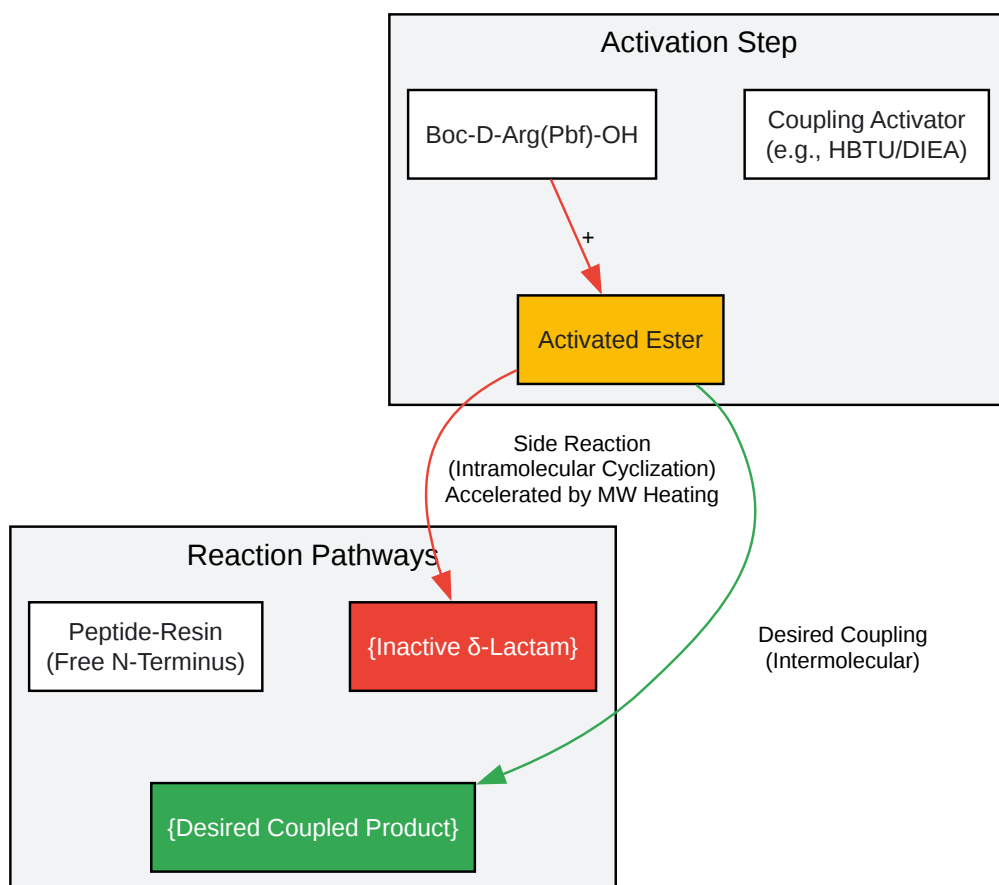 Activation Step
Boc-D-Arg(Pbf)-OH
Coupling Activator
(e.g., HBTU/DIEA)
+
Activated Ester
Side Reaction
(Intramolecular Cyclization)
Accelerated by MW Heating
Reaction Pathways
Peptide-Resin
(Free N-Terminus)
{Inactive δ-Lactam}
Desired Coupling
(Intermolecular)
{Desired Coupled Product}